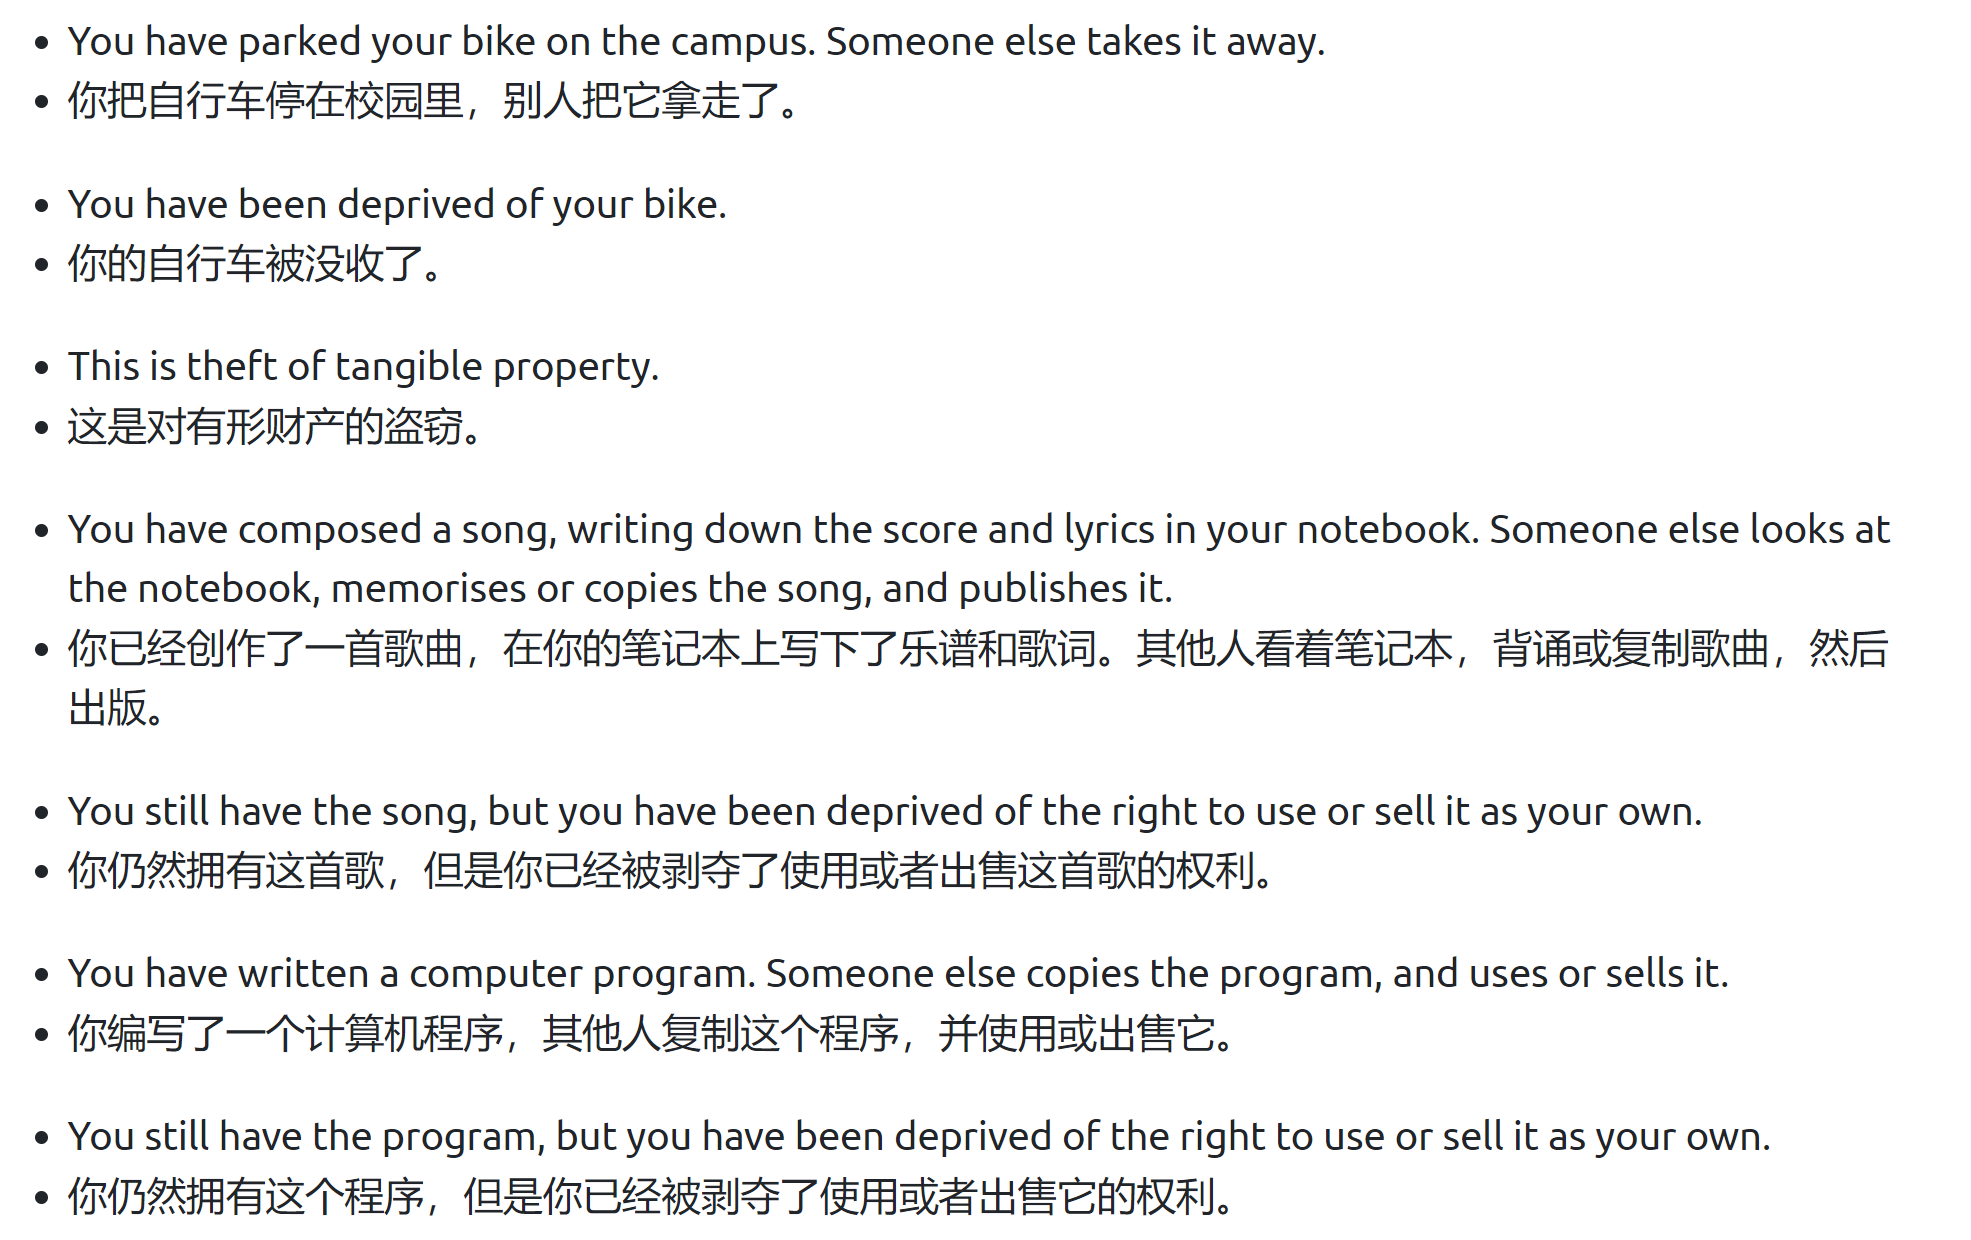 • You have parked your bike on the campus. Someone else takes it away.
• 你把自行车停在校园里，别人把它拿走了。
• You have been deprived of your bike.
• 你的自行车被没收了。
• This is theft of tangible property.
• 这是对有形财产的盗窃。
• You have composed a song, writing down the score and lyrics in your notebook. Someone else looks at
the notebook, memorises or copies the song, and publishes it.
• 你已经创作了一首歌曲，在你的笔记本上写下了乐谱和歌词。其他人看着笔记本，背诵或复制歌曲，然后
出版。
• You still have the song, but you have been deprived of the right to use or sell it as your own.
• 你仍然拥有这首歌，但是你已经被剥夺了使用或者出售这首歌的权利。
• You have written a computer program. Someone else copies the program, and uses or sells it.
• 你编写了一个计算机程序，其他人复制这个程序，并使用或出售它。
• You still have the program, but you have been deprived of the right to use or sell it as your own.
• 你仍然拥有这个程序，但是你已经被剥夺了使用或者出售它的权利。